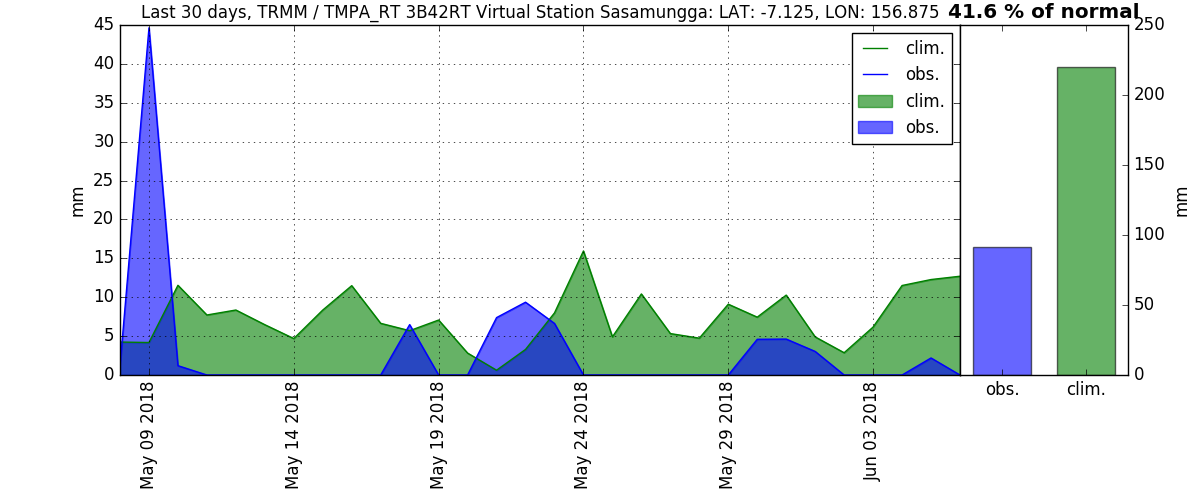 Last 30 days, TRMM / TMPA_RT 3B42RT Virtual Station Sasamungga: LAT: -7.125, LON: 156.875
41.6 % of normal
mm
45
40
35
30
25
20
15
10
5
0
clim.
obs.
clim.
obs.
May 09 2018
May 14 2018
May 19 2018
May 24 2018
May 29 2018
Jun 03 2018
250
200
150
100
50
0
mm
obs.
clim.